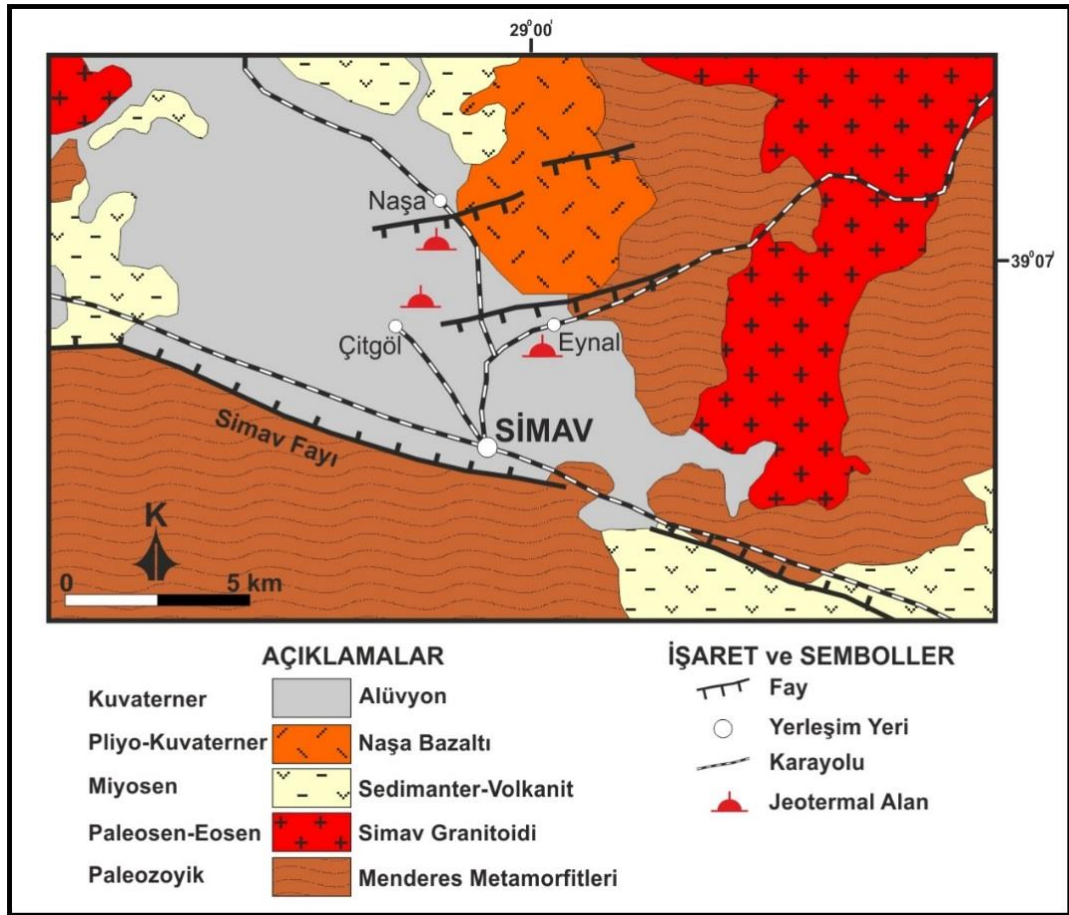 29°00'
39°07'
Naşa
Çitgöl
Eynal
SİMAV
Simav Fayı
K
0 5 km
AÇIKLAMALAR
Kuvaterner Alüvyon
Pliyo-Kuvaterner Naşa Bazaltı
Miyosen Sedimanter-Volkanit
Paleosen-Eosen Simav Granitoidi
Paleozoyik Menderes Metamorfitleri
İŞARET ve SEMBOLLER
Fay
Yerleşim Yeri
Karayolu
Jeotermal Alan